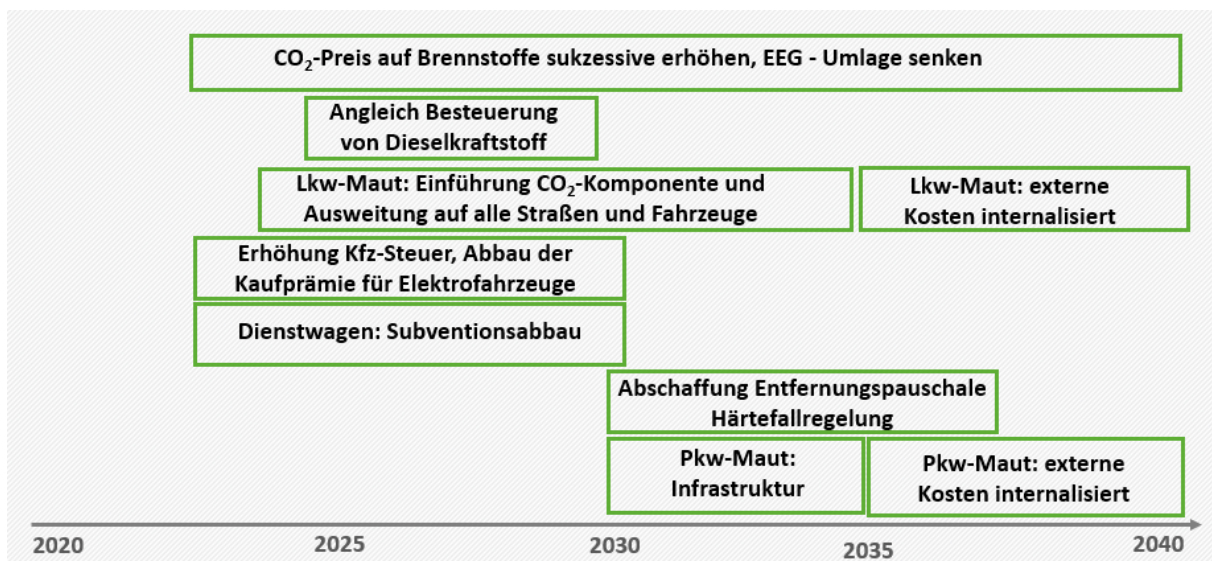 CO₂-Preis auf Brennstoffe sukzessive erhöhen, EEG - Umlage senken
Angleich Besteuerung
von Dieselkraftstoff
Lkw-Maut: Einführung CO₂-Komponente und
Ausweitung auf alle Straßen und Fahrzeuge
Lkw-Maut: externe
Kosten internalisiert
Erhöhung Kfz-Steuer, Abbau der
Kaufprämie für Elektrofahrzeuge
Dienstwagen: Subventionsabbau
Abschaffung Entfernungspauschale
Härtefallregelung
Pkw-Maut:
Infrastruktur
Pkw-Maut: externe
Kosten internalisiert
2020 2025 2030 2035 2040